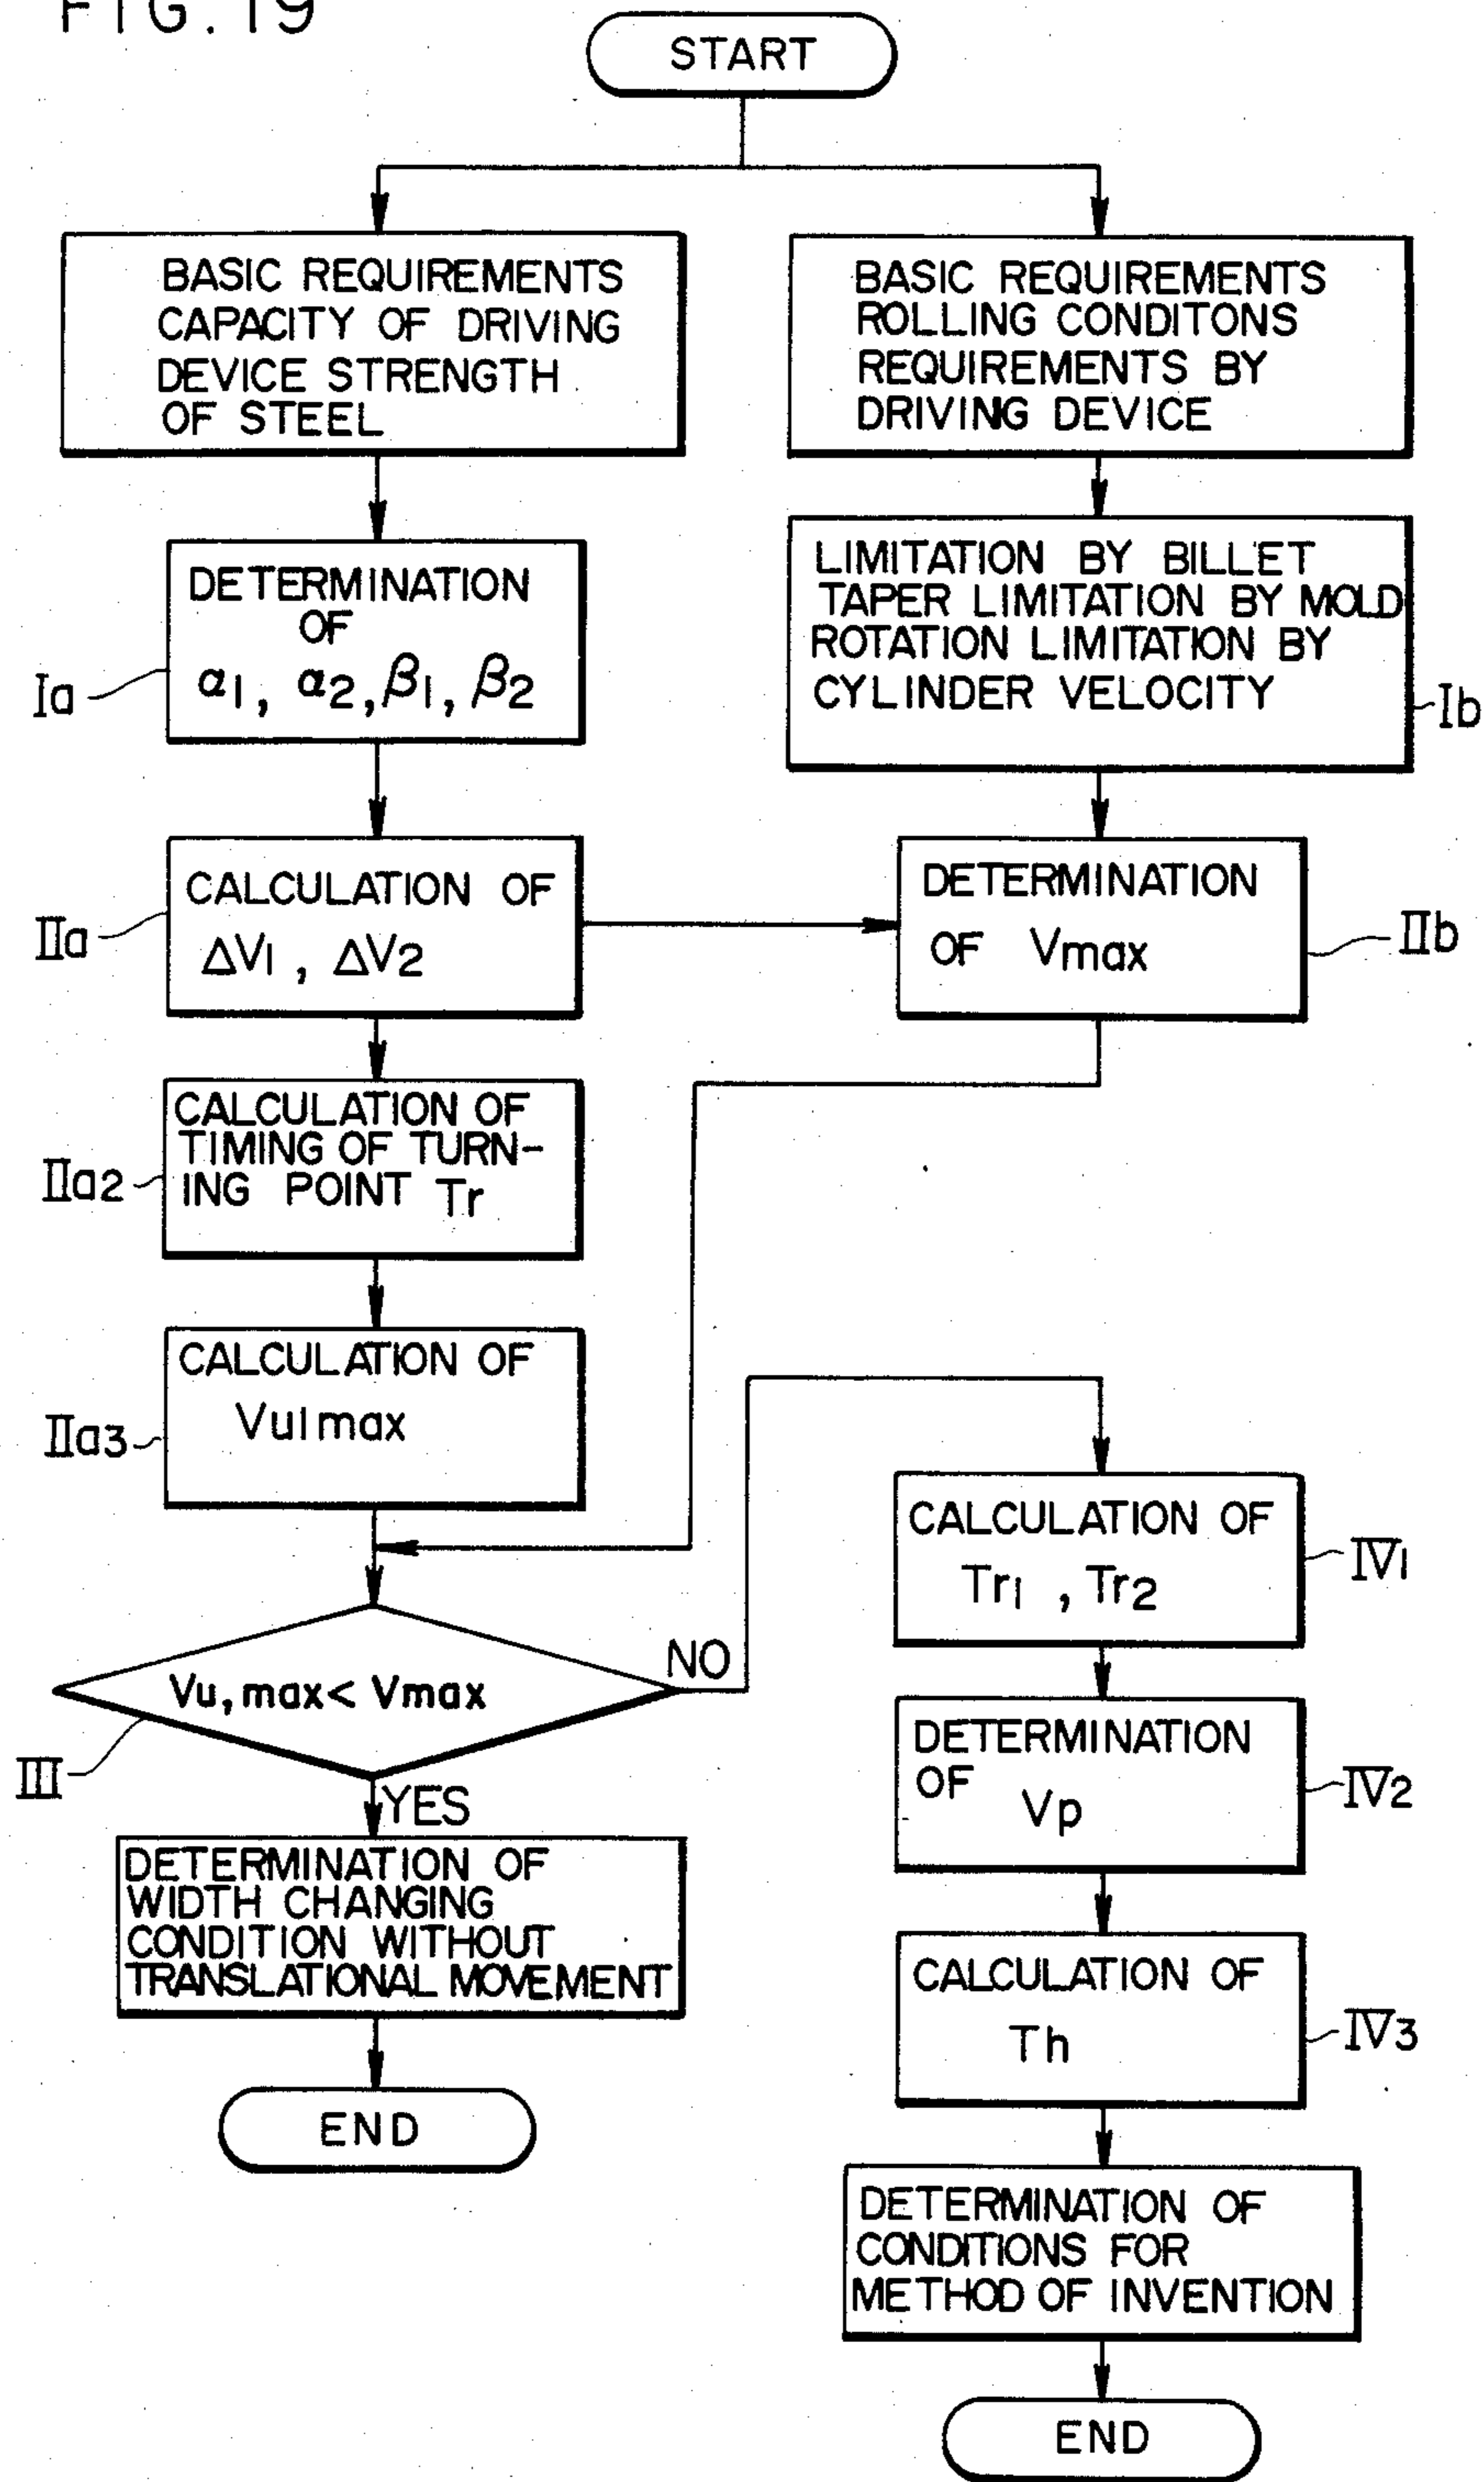 FIG. 19
START
BASIC REQUIREMENTS
CAPACITY OF DRIVING
DEVICE STRENGTH
OF STEEL
BASIC REQUIREMENTS
ROLLING CONDITONS
REQUIREMENTS BY
DRIVING DEVICE
DETERMINATION
OF
α1, α2, β1, β2
Ia
LIMITATION BY BILLET
TAPER LIMITATION BY MOLD
ROTATION LIMITATION BY
CYLINDER VELOCITY
Ib
CALCULATION OF
ΔV1, ΔV2
IIa
DETERMINATION
OF Vmax
IIb
CALCULATION OF
TIMING OF TURN-
ING POINT Tr
IIa2
CALCULATION OF
Vu1max
IIa3
Vu,max< Vmax
III
NO
YES
DETERMINATION OF
WIDTH CHANGING
CONDITION WITHOUT
TRANSLATIONAL MOVEMENT
END
CALCULATION OF
Tr1, Tr2
IV1
DETERMINATION
OF Vp
IV2
CALCULATION OF
Th
IV3
DETERMINATION OF
CONDITIONS FOR
METHOD OF INVENTION
END